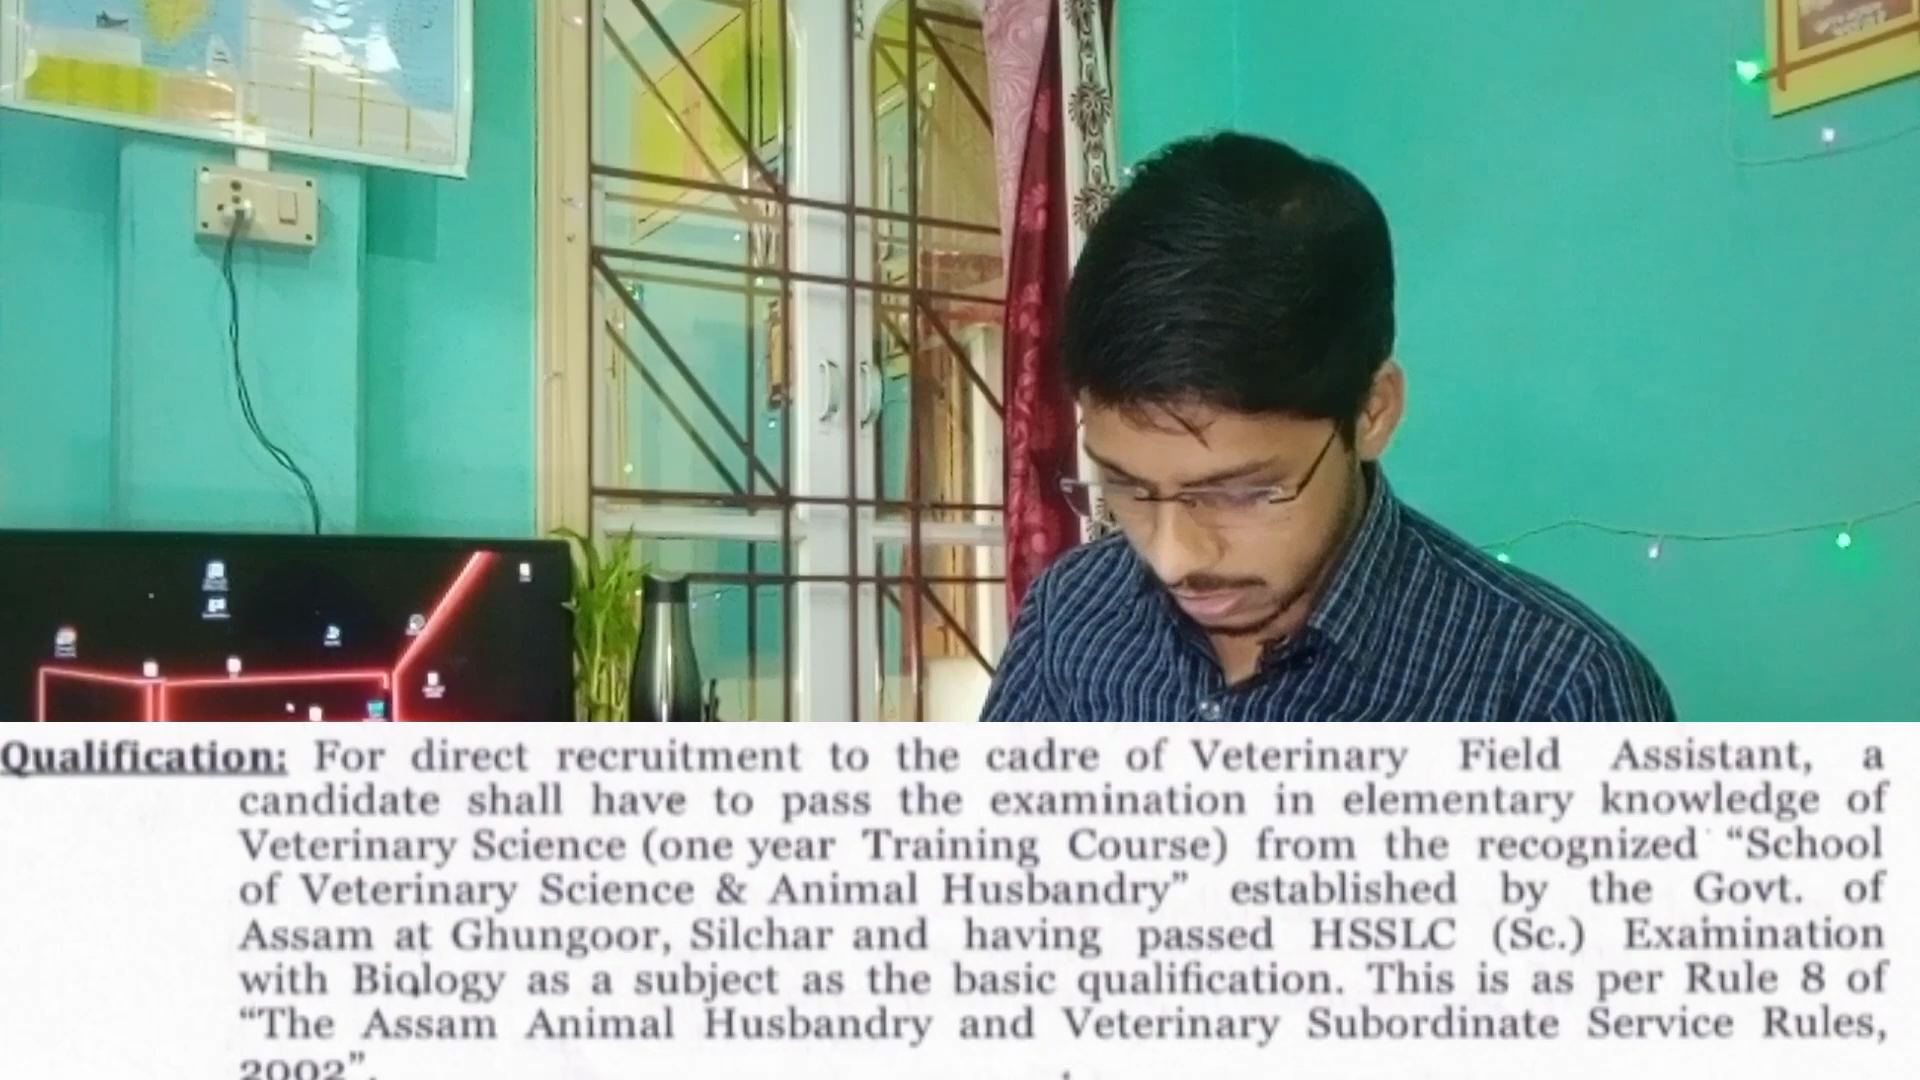 Qualification: For direct recruitment to the cadre of Veterinary Field Assistant, a
candidate shall have to pass the examination in elementary knowledge of
Veterinary Science (one year Training Course) from the recognized “School
of Veterinary Science & Animal Husbandry” established by the Govt. of
Assam at Ghungoor, Silchar and having passed HSSLC (Sc.) Examination
with Biology as a subject as the basic qualification. This is as per Rule 8 of
“The Assam Animal Husbandry and Veterinary Subordinate Service Rules,
2002”.